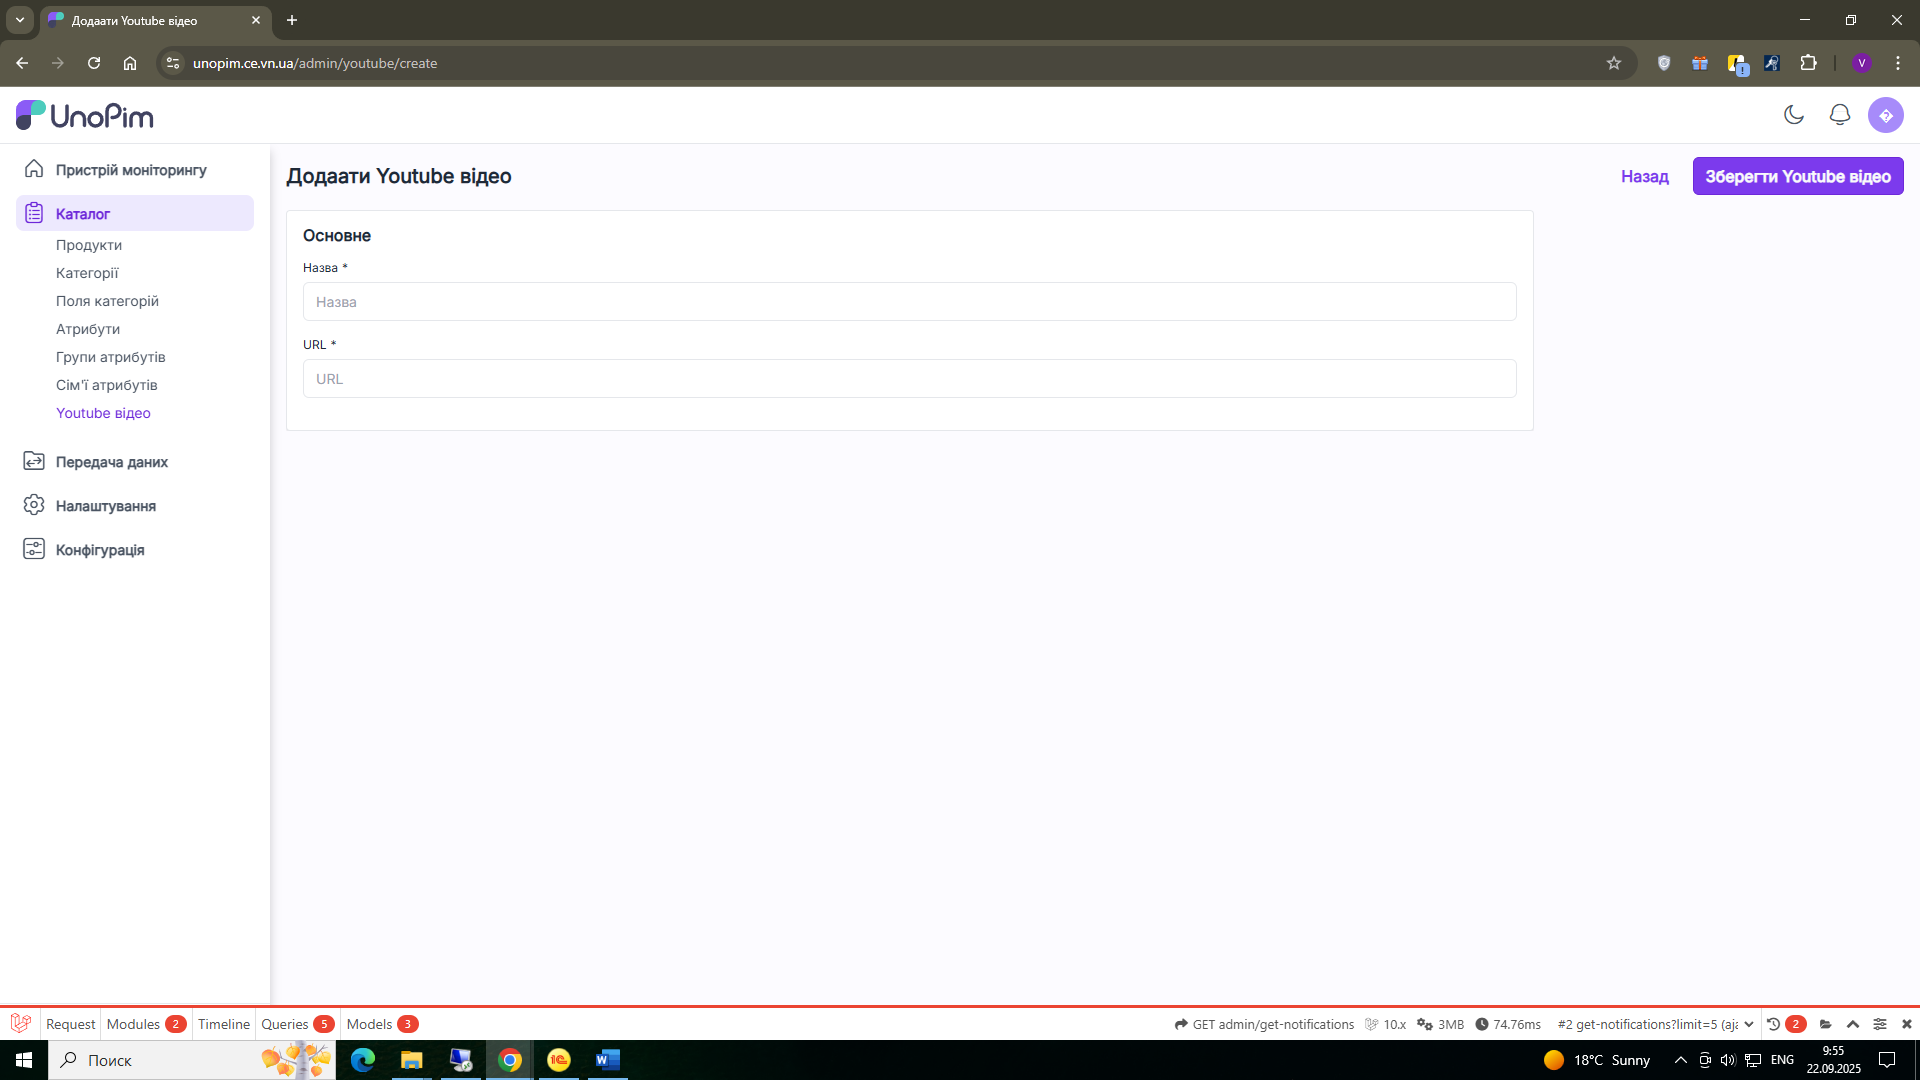 Додаати Youtube відео
unopim.ce.vn.ua/admin/youtube/create
V
UnoPim
Пристрій моніторингу
Каталог
Продукти
Категорії
Поля категорій
Атрибути
Групи атрибутів
Сім'ї атрибутів
Youtube відео
Передача даних
Налаштування
Конфігурація
Додаати Youtube відео
Назад
Зберегти Youtube відео
Основне
Назва *
Назва
URL *
URL
Request
Modules 2
Timeline
Queries 5
Models 3
GET admin/get-notifications
10.x
3MB
74.76ms
#2 get-notifications?limit=5 (aja
2
Поиск
18°C Sunny
ENG
9:55
22.09.2025